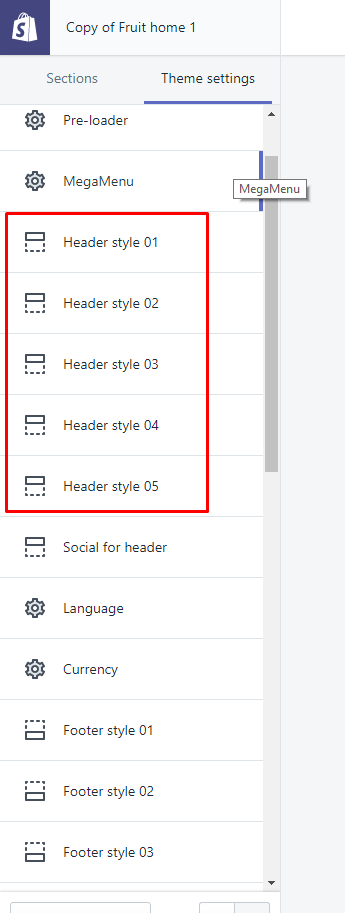 Copy of Fruit home 1
Sections Theme settings
Pre-loader
MegaMenu
MegaMenu
Header style 01
Header style 02
Header style 03
Header style 04
Header style 05
Social for header
Language
Currency
Footer style 01
Footer style 02
Footer style 03